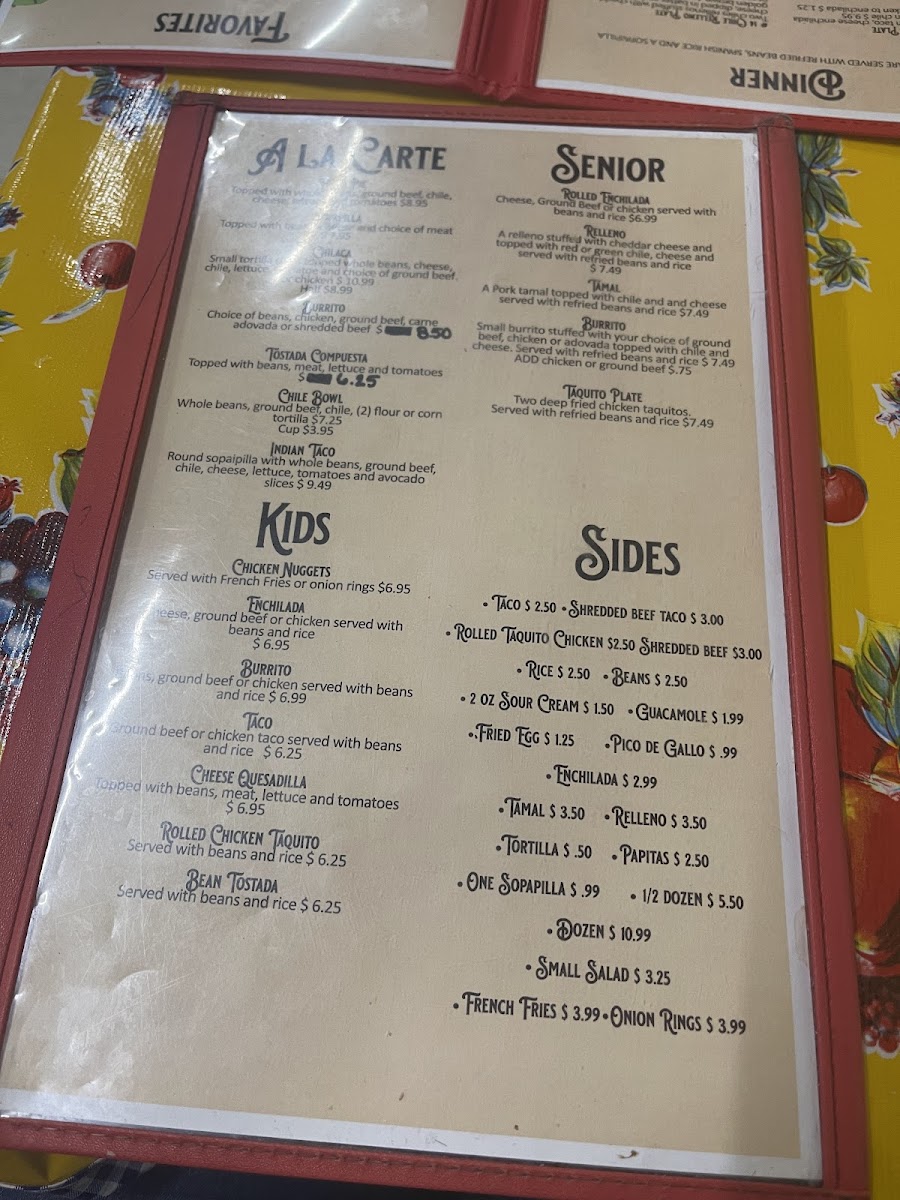 FAVORITES
DINNER
ARE SERVED WITH REFRIED BEANS, SPANISH RICE AND A SOPAPILLA
A LA CARTE
Topped with ground beef, chile,
cheese, tomatoes $8.95
Topped with and choice of meat
CHILACA
Small topped whole beans, cheese,
chile, lettuce and choice of ground beef.
chicken $ 10.99
Half $8.99
BURRITO
Choice of beans, chicken, ground beef, carne
adovada or shredded beef $ 8.50
TOSTADA COMPUESTA
Topped with beans, meat, lettuce and tomatoes
$ 6.25
CHILE BOWL
Whole beans, ground beef, chile, (2) flour or corn
tortilla $7.25
Cup $3.95
INDIAN TACO
Round sopaipilla with whole beans, ground beef,
chile, cheese, lettuce, tomatoes and avocado
slices $ 9.49
KIDS
CHICKEN NUGGETS
Served with French Fries or onion rings $6.95
ENCHILADA
ground beef or chicken served with
beans and rice
$ 6.95
BURRITO
ground beef or chicken served with beans
and rice $ 6.99
TACO
Ground beef or chicken taco served with beans
and rice $ 6.25
CHEESE QUESADILLA
Topped with beans, meat, lettuce and tomatoes
$ 6.95
ROLLED CHICKEN TAQUITO
Served with beans and rice $ 6.25
BEAN TOSTADA
Served with beans and rice $ 6.25
SENIOR
ROLLED ENCHILADA
Cheese, Ground Beef or chicken served with
beans and rice $6.99
RELLENO
A relleno stuffed with cheddar cheese and
topped with red or green chile, cheese and
served with refried beans and rice
$ 7.49
TAMAL
A Pork tamal topped with chile and and cheese
served with refried beans and rice $7.49
BURRITO
Small burrito stuffed with your choice of ground
beef, chicken or adovada topped with chile and
cheese. Served with refried beans and rice $ 7.49
ADD chicken or ground beef $.75
TAQUITO PLATE
Two deep fried chicken taquitos.
Served with refried beans and rice $7.49
SIDES
• TACO $ 2.50 • SHREDDED BEEF TACO $ 3.00
• ROLLED TAQUITO CHICKEN $2.50 SHREDDED BEEF $3.00
• RICE $ 2.50 • BEANS $ 2.50
• 2 OZ SOUR CREAM $ 1.50 • GUACAMOLE $ 1.99
• FRIED EGG $ 1.25 • PICO DE GALLO $ .99
• ENCHILADA $ 2.99
• TAMAL $ 3.50 • RELLENO $ 3.50
• TORTILLA $ .50 • PAPITAS $ 2.50
• ONE SOPAPILLA $ .99 • 1/2 DOZEN $ 5.50
• DOZEN $ 10.99
• SMALL SALAD $ 3.25
• FRENCH FRIES $ 3.99 • ONION RINGS $ 3.99